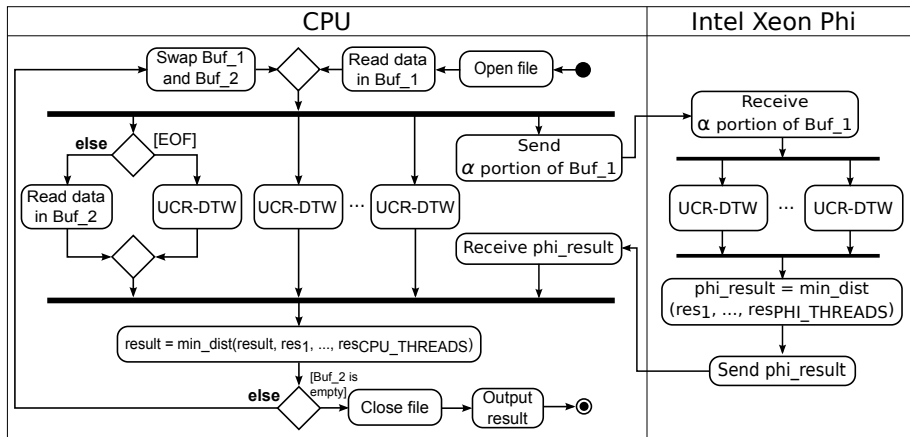 CPU
Intel Xeon Phi
Swap Buf_1
and Buf_2
Read data
in Buf_1
Open file
Receive
α portion of Buf_1
else
[EOF]
Send
α portion of Buf_1
Read data
in Buf_2
UCR-DTW
UCR-DTW
...
UCR-DTW
UCR-DTW
...
UCR-DTW
Receive phi_result
phi_result = min_dist
(res1, ..., resPHI_THREADS)
result = min_dist(result, res1, ..., resCPU_THREADS)
Send phi_result
else
[Buf_2 is
empty]
Close file
Output
result